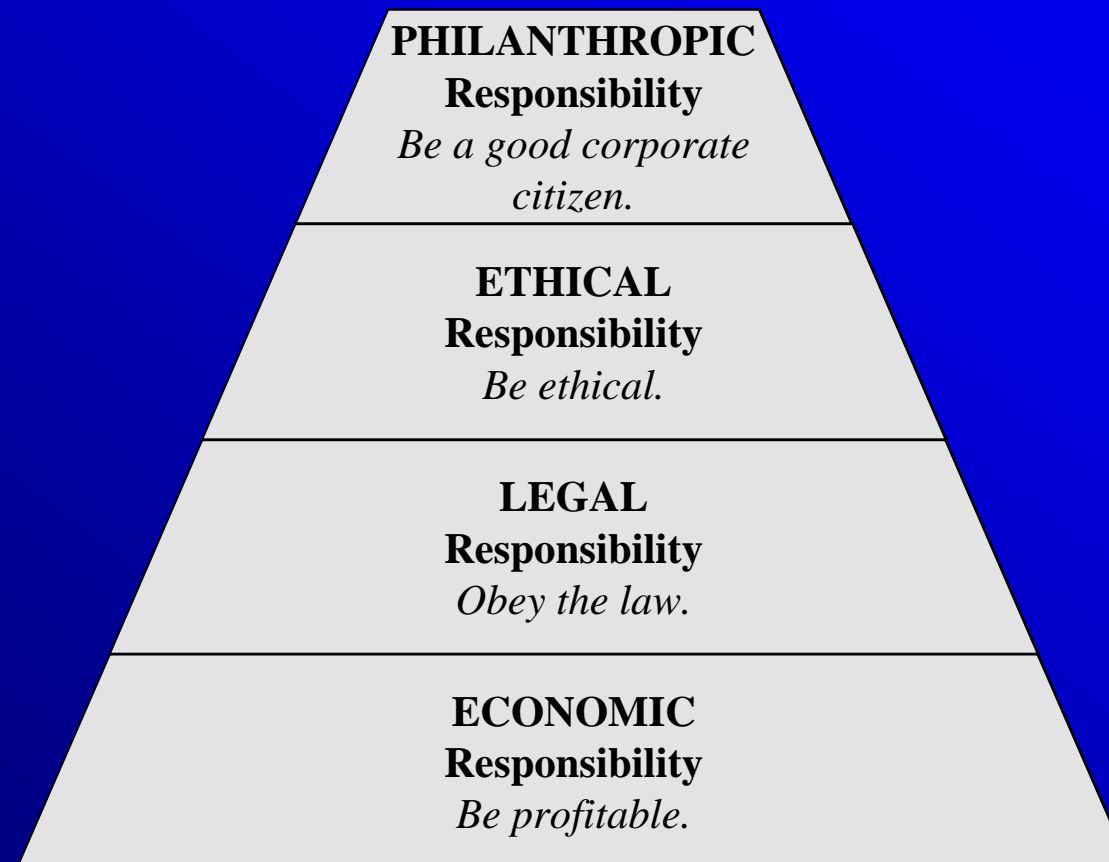 PHILANTHROPIC
Responsibility
Be a good corporate
citizen.
ETHICAL
Responsibility
Be ethical.
LEGAL
Responsibility
Obey the law.
ECONOMIC
Responsibility
Be profitable.